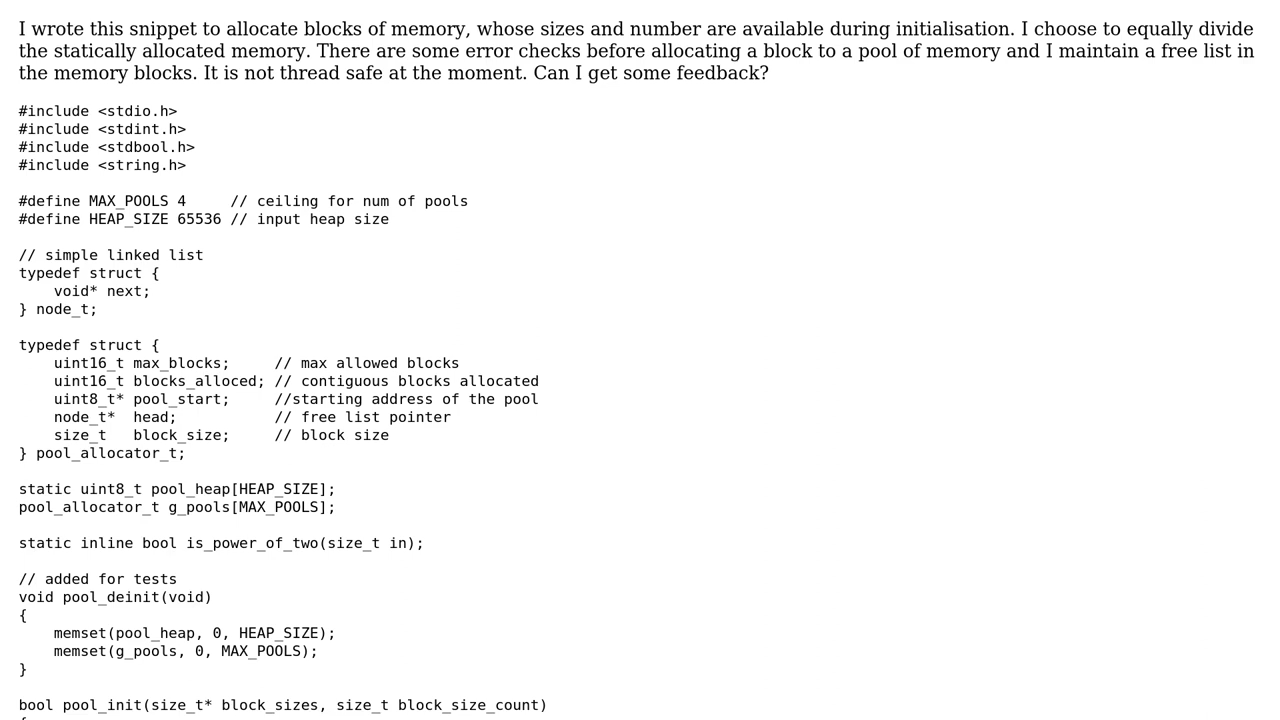 I wrote this snippet to allocate blocks of memory, whose sizes and number are available during initialisation. I choose to equally divide
the statically allocated memory. There are some error checks before allocating a block to a pool of memory and I maintain a free list in
the memory blocks. It is not thread safe at the moment. Can I get some feedback?
#include <stdio.h>
#include <stdint.h>
#include <stdbool.h>
#include <string.h>
#define MAX_POOLS 4     // ceiling for num of pools
#define HEAP_SIZE 65536 // input heap size
// simple linked list
typedef struct {
    void* next;
} node_t;
typedef struct {
    uint16_t max_blocks;     // max allowed blocks
    uint16_t blocks_alloced; // contiguous blocks allocated
    uint8_t* pool_start;     //starting address of the pool
    node_t*  head;           // free list pointer
    size_t   block_size;     // block size
} pool_allocator_t;
static uint8_t pool_heap[HEAP_SIZE];
pool_allocator_t g_pools[MAX_POOLS];
static inline bool is_power_of_two(size_t in);
// added for tests
void pool_deinit(void)
{
    memset(pool_heap, 0, HEAP_SIZE);
    memset(g_pools, 0, MAX_POOLS);
}
bool pool_init(size_t* block_sizes, size_t block_size_count)